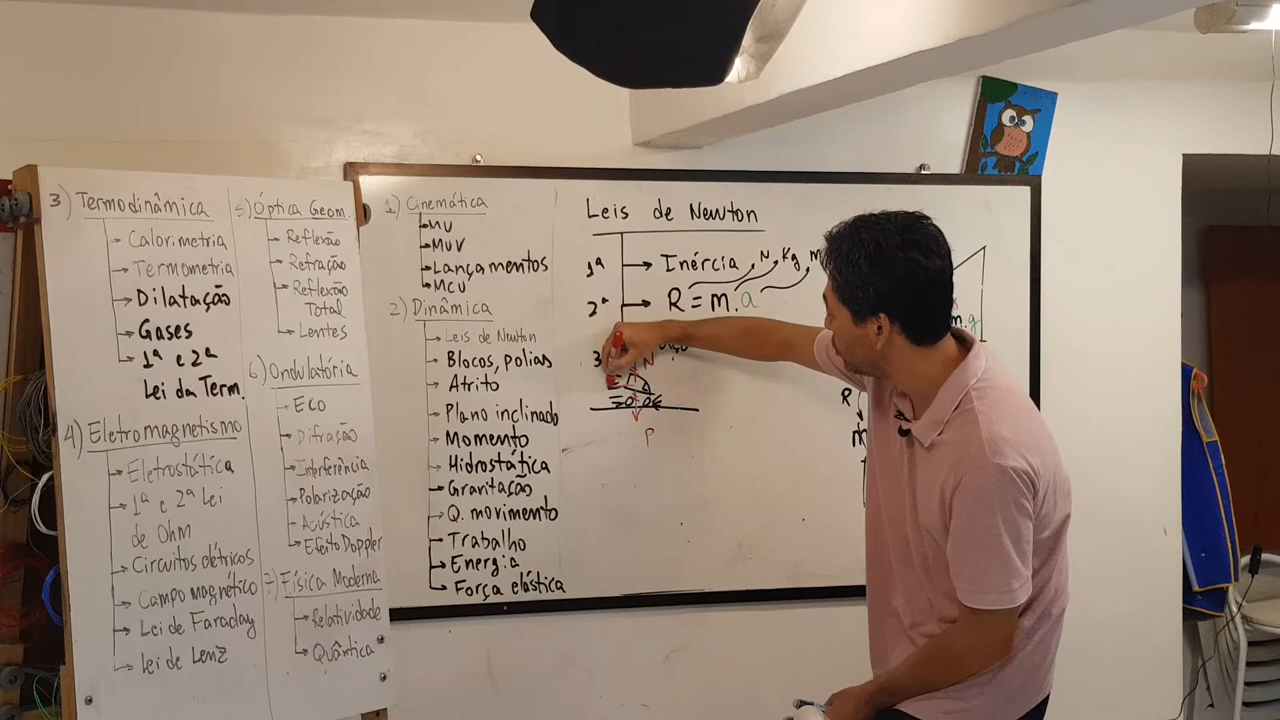 3) Termodinâmica
Calorimetria
Termometria
Dilatação
Gases
1ª e 2ª
Lei da Term.
4) Eletromagnetismo
Eletrostática
1ª e 2ª Lei
de Ohm
Circuitos elétricos
Campo magnético
Lei de Faraday
Lei de Lenz
5) Óptica Geom.
Reflexão
Refração
Reflexão
Total
Lentes
6) Ondulatória
Eco
Difração
Interferência
Polarização
Acústica
Efeito Doppler
7) Física Moderna
Relatividade
Quântica
1) Cinemática
MU
MUV
Lançamentos
MCU
2) Dinâmica
Leis de Newton
Blocos, polias
Atrito
Plano inclinado
Momento
Hidrostática
Gravitação
Q. movimento
Trabalho
Energia
Força elástica
Leis de Newton
1ª Inércia N Kg m
2ª R = m.a
3
N
P
m.g
R